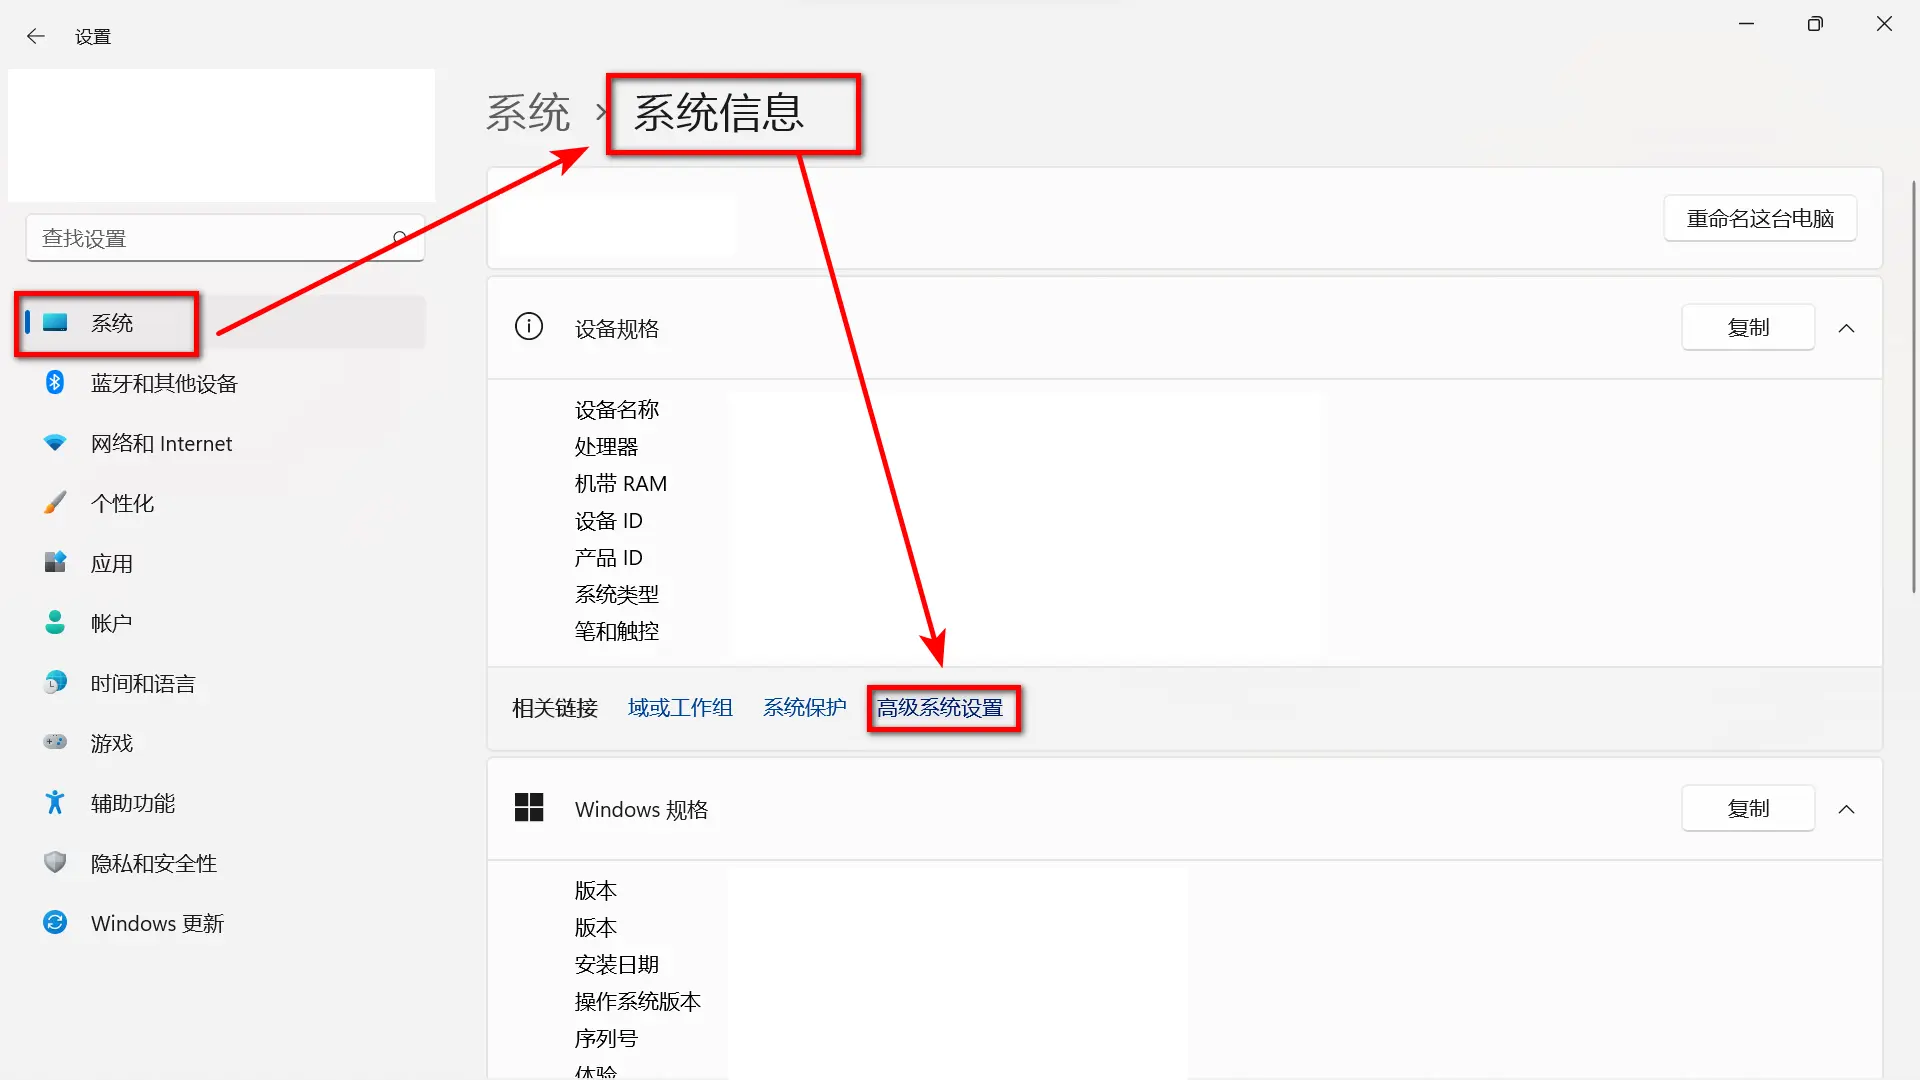 设置
系统 › 系统信息
查找设置
系统
蓝牙和其他设备
网络和 Internet
个性化
应用
帐户
时间和语言
游戏
辅助功能
隐私和安全性
Windows 更新
重命名这台电脑
设备规格
复制
设备名称
处理器
机带 RAM
设备 ID
产品 ID
系统类型
笔和触控
相关链接 域或工作组 系统保护 高级系统设置
Windows 规格
复制
版本
版本
安装日期
操作系统版本
序列号
体验